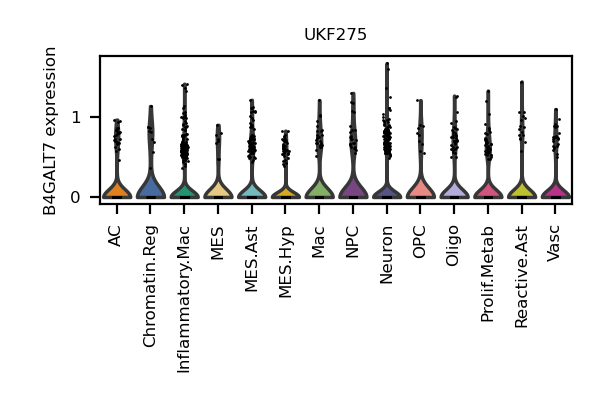 UKF275
B4GALT7 expression
1
0
AC
Chromatin.Reg
Inflammatory.Mac
MES
MES.Ast
MES.Hyp
Mac
NPC
Neuron
OPC
Oligo
Prolif.Metab
Reactive.Ast
Vasc